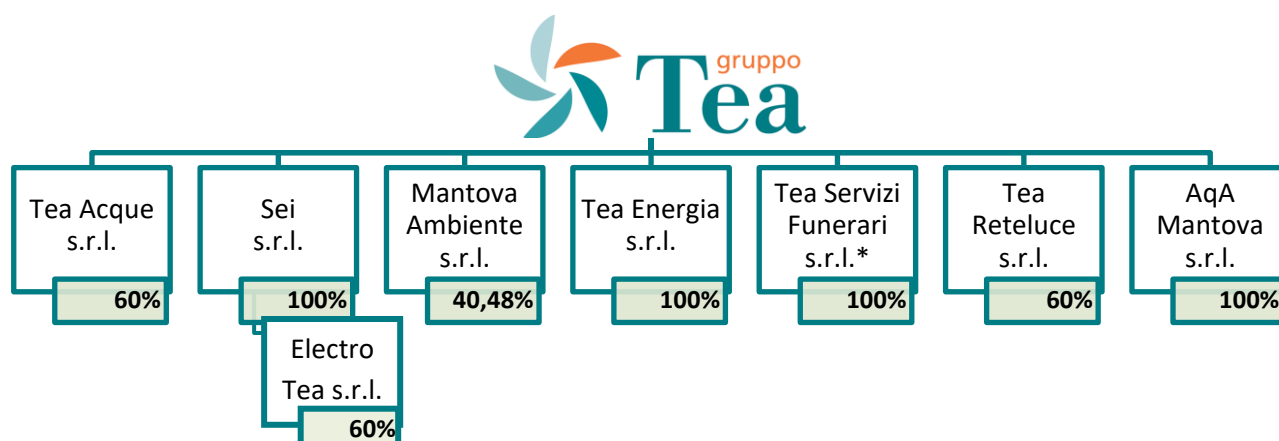 gruppo
Tea
Tea Acque
s.r.l.
60%
Sei
s.r.l.
100%
Mantova
Ambiente
s.r.l.
40,48%
Tea Energia
s.r.l.
100%
Tea Servizi
Funerari
s.r.l.*
100%
Tea
Reteluce
s.r.l.
60%
AqA
Mantova
s.r.l.
100%
Electro
Tea s.r.l.
60%